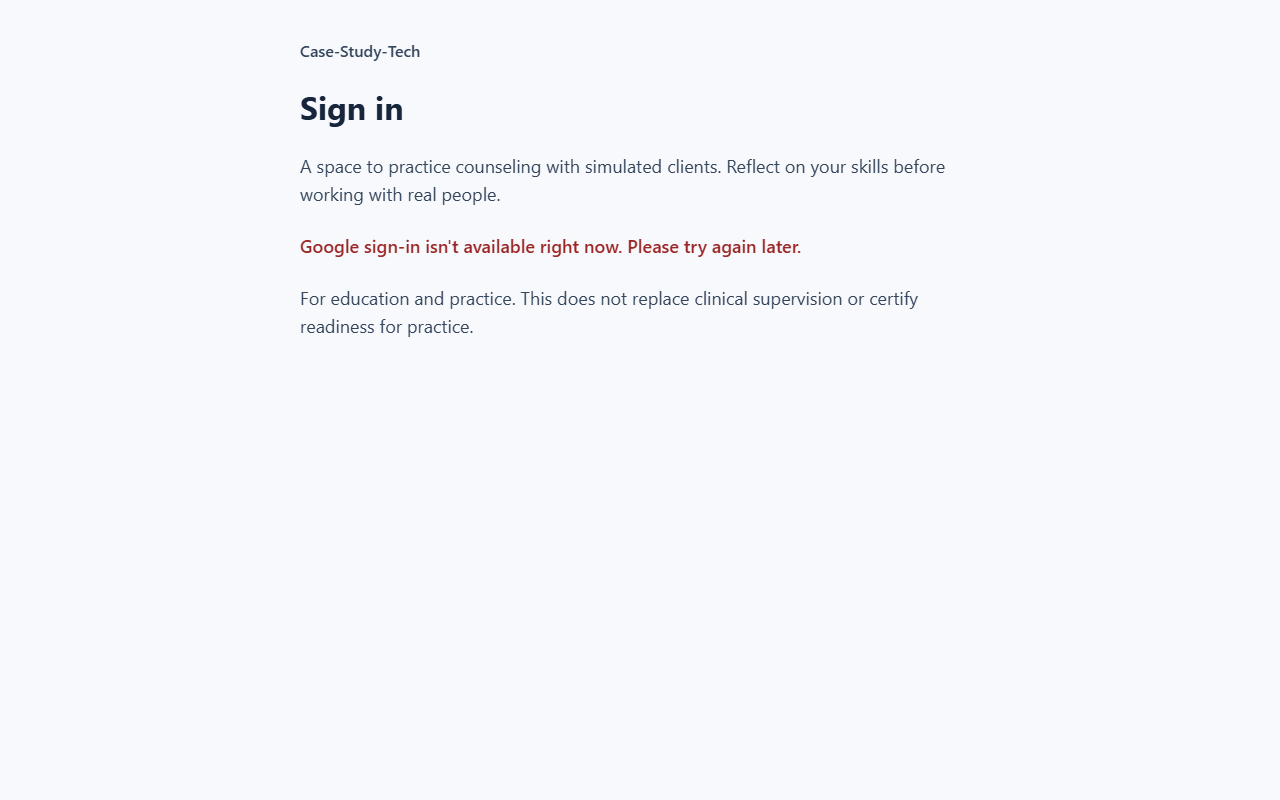 Case-Study-Tech
Sign in
A space to practice counseling with simulated clients. Reflect on your skills before
working with real people.
Google sign-in isn't available right now. Please try again later.
For education and practice. This does not replace clinical supervision or certify
readiness for practice.